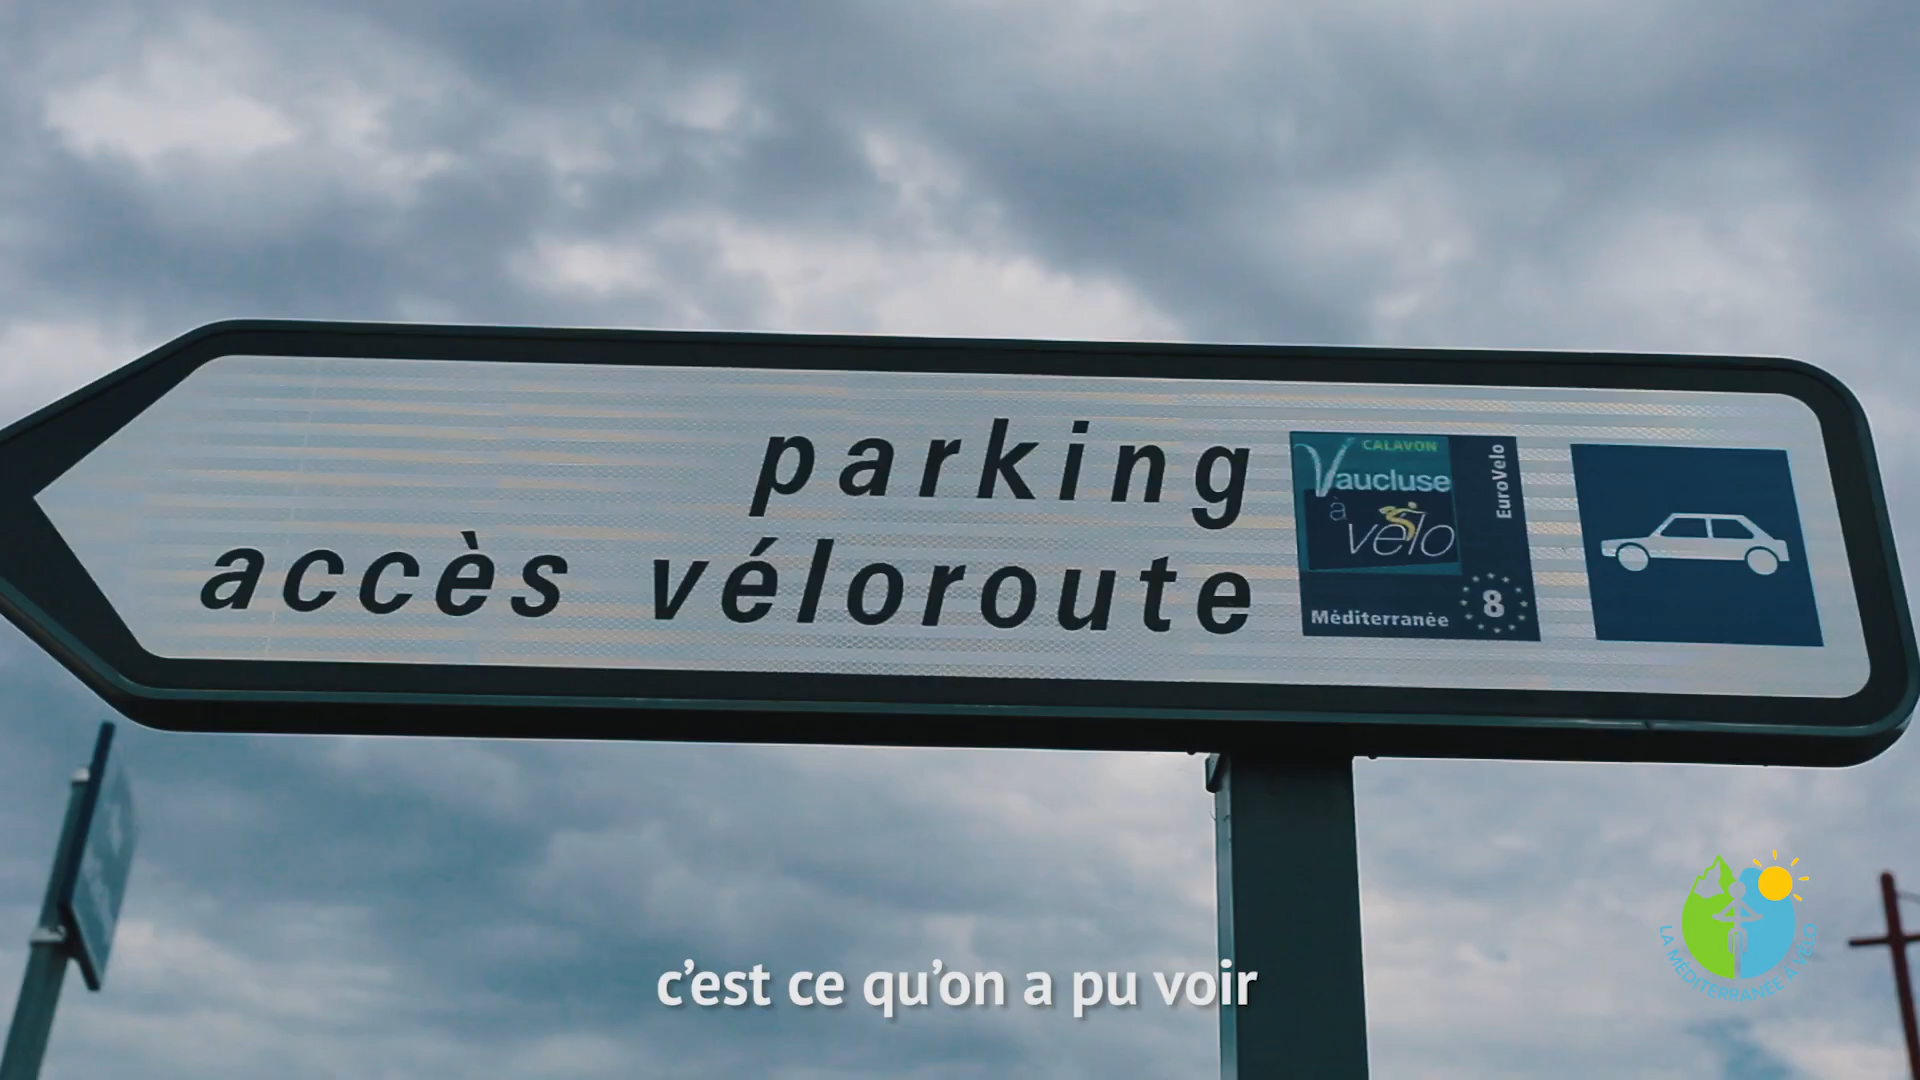 parking
accès véloroute
CALAVON
Vaucluse
à
vélo
EuroVelo
Méditerranée
8
c’est ce qu’on a pu voir
LA MÉDITERRANÉE À VÉLO